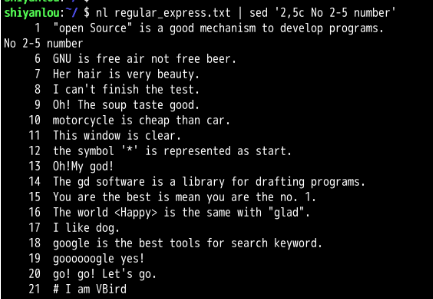 shiyanlou:~/ $ nl regular_express.txt | sed '2,5c No 2-5 number'
1 "open Source" is a good mechanism to develop programs.
No 2-5 number
6 GNU is free air not free beer.
7 Her hair is very beauty.
8 I can't finish the test.
9 Oh! The soup taste good.
10 motorcycle is cheap than car.
11 This window is clear.
12 the symbol '*' is represented as start.
13 Oh!My god!
14 The gd software is a library for drafting programs.
15 You are the best is mean you are the no. 1.
16 The world <Happy> is the same with "glad".
17 I like dog.
18 google is the best tools for search keyword.
19 goooooogle yes!
20 go! go! Let's go.
21 # I am VBird